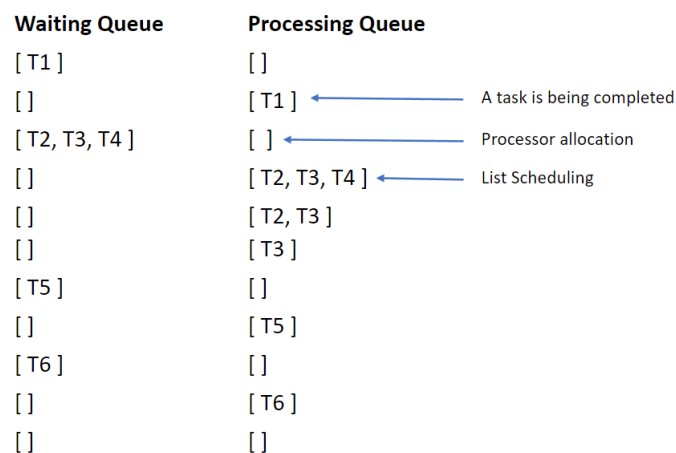 Waiting Queue Processing Queue
[ T1 ] [ ]
[ ] [ T1 ] A task is being completed
[ T2, T3, T4 ] [  ] Processor allocation
[ ] [ T2, T3, T4 ] List Scheduling
[ ] [ T2, T3 ]
[ ] [ T3 ]
[ T5 ] [ ]
[ ] [ T5 ]
[ T6 ] [ ]
[ ] [ T6 ]
[ ] [ ]